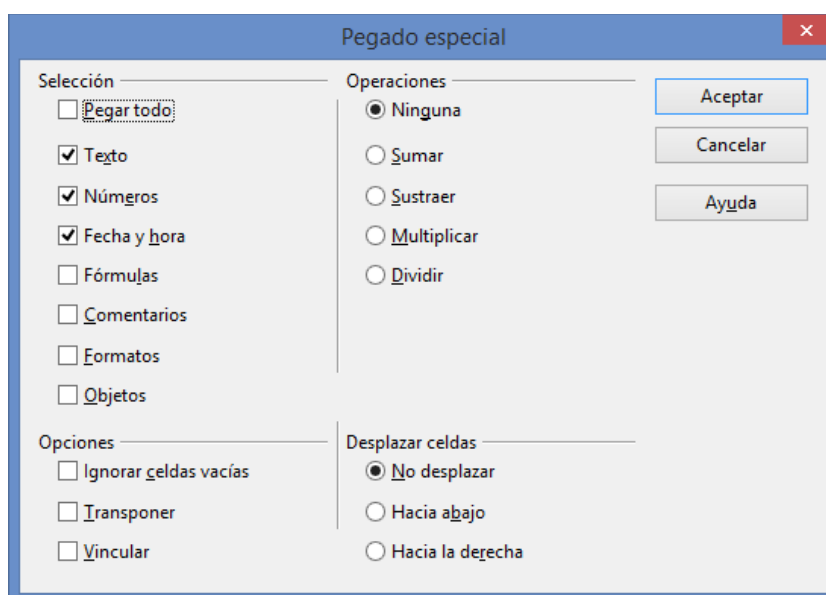 Pegado especial
Selección
Pegar todo
Texto
Números
Fecha y hora
Fórmulas
Comentarios
Formatos
Objetos
Operaciones
Ninguna
Sumar
Sustraer
Multiplicar
Dividir
Opciones
Ignorar celdas vacías
Transponer
Vincular
Desplazar celdas
No desplazar
Hacia abajo
Hacia la derecha
Aceptar
Cancelar
Ayuda